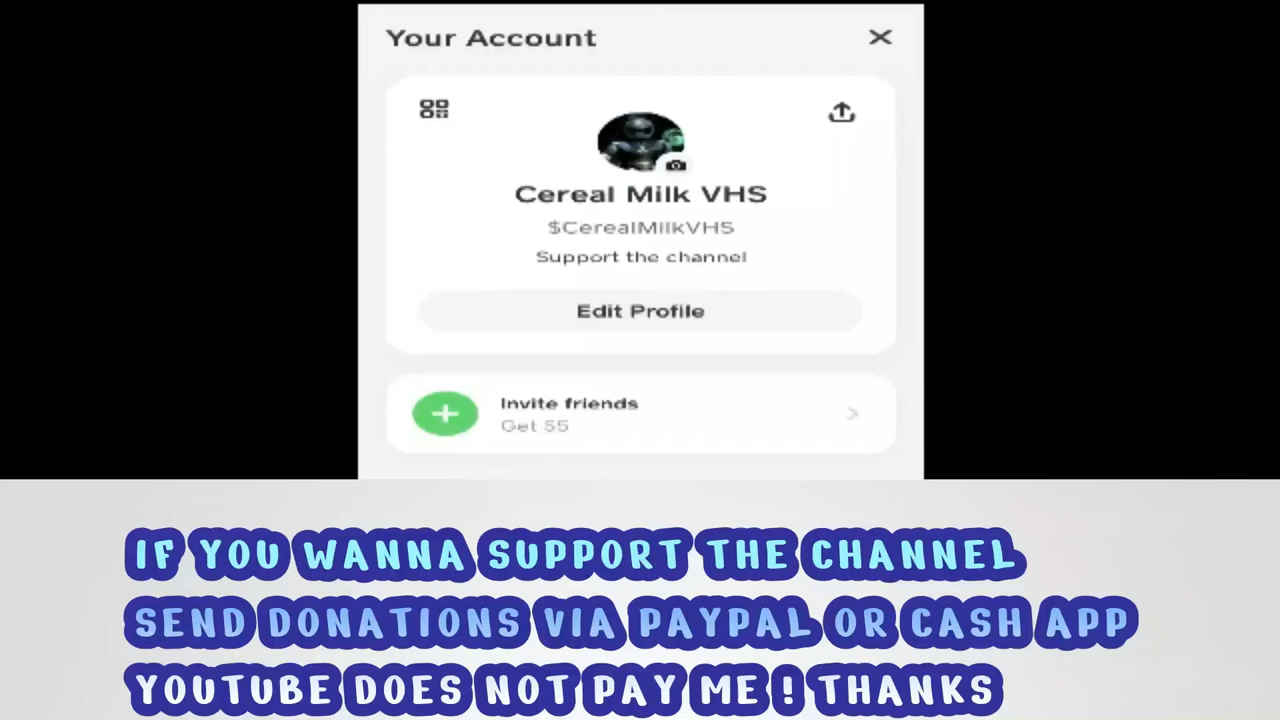 Your Account
Cereal Milk VHS
$CerealMilkVHS
Support the channel
Edit Profile
Invite friends
Get $5
IF YOU WANNA SUPPORT THE CHANNEL
SEND DONATIONS VIA PAYPAL OR CASH APP
YOUTUBE DOES NOT PAY ME ! THANKS